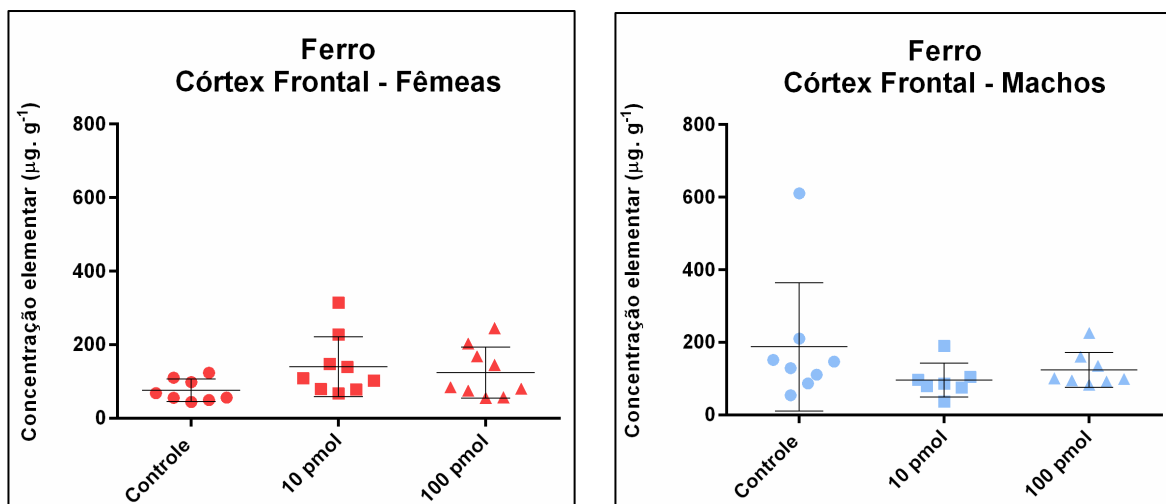 Ferro
Córtex Frontal - Fêmeas
Concentração elementar (μg. g⁻¹)
800
600
400
200
0
Controle
10 pmol
100 pmol
Ferro
Córtex Frontal - Machos
Concentração elementar (μg. g⁻¹)
800
600
400
200
0
Controle
10 pmol
100 pmol